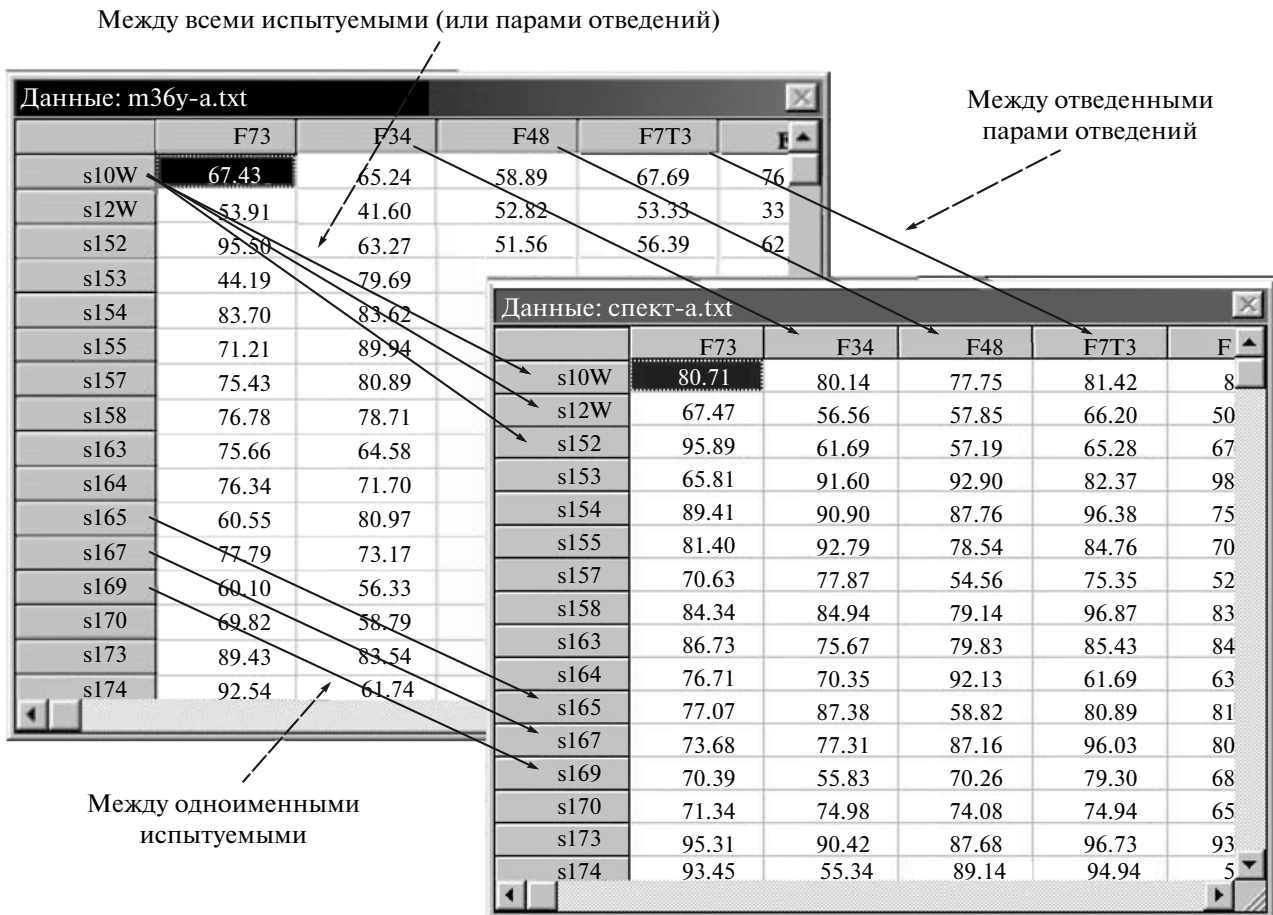 Между всеми испытуемыми (или парами отведений)
Данные: m36y-a.txt
F73 F34 F48 F7T3
s10W 67.43 65.24 58.89 67.69 76
s12W 53.91 41.60 52.82 53.33 33
s152 95.50 63.27 51.56 56.39 62
s153 44.19 79.69
s154 83.70 83.62
s155 71.21 89.94
s157 75.43 80.89
s158 76.78 78.71
s163 75.66 64.58
s164 76.34 71.70
s165 60.55 80.97
s167 77.79 73.17
s169 60.10 56.33
s170 69.82 58.79
s173 89.43 83.54
s174 92.54 61.74
Между отведенными
парами отведений
Данные: спект-a.txt
F73 F34 F48 F7T3 F
s10W 80.71 80.14 77.75 81.42 8
s12W 67.47 56.56 57.85 66.20 50
s152 95.89 61.69 57.19 65.28 67
s153 65.81 91.60 92.90 82.37 98
s154 89.41 90.90 87.76 96.38 75
s155 81.40 92.79 78.54 84.76 70
s157 70.63 77.87 54.56 75.35 52
s158 84.34 84.94 79.14 96.87 83
s163 86.73 75.67 79.83 85.43 84
s164 76.71 70.35 92.13 61.69 63
s165 77.07 87.38 58.82 80.89 81
s167 73.68 77.31 87.16 96.03 80
s169 70.39 55.83 70.26 79.30 68
s170 71.34 74.98 74.08 74.94 65
s173 95.31 90.42 87.68 96.73 93
s174 93.45 55.34 89.14 94.94 5
Между одноименными
испытуемыми